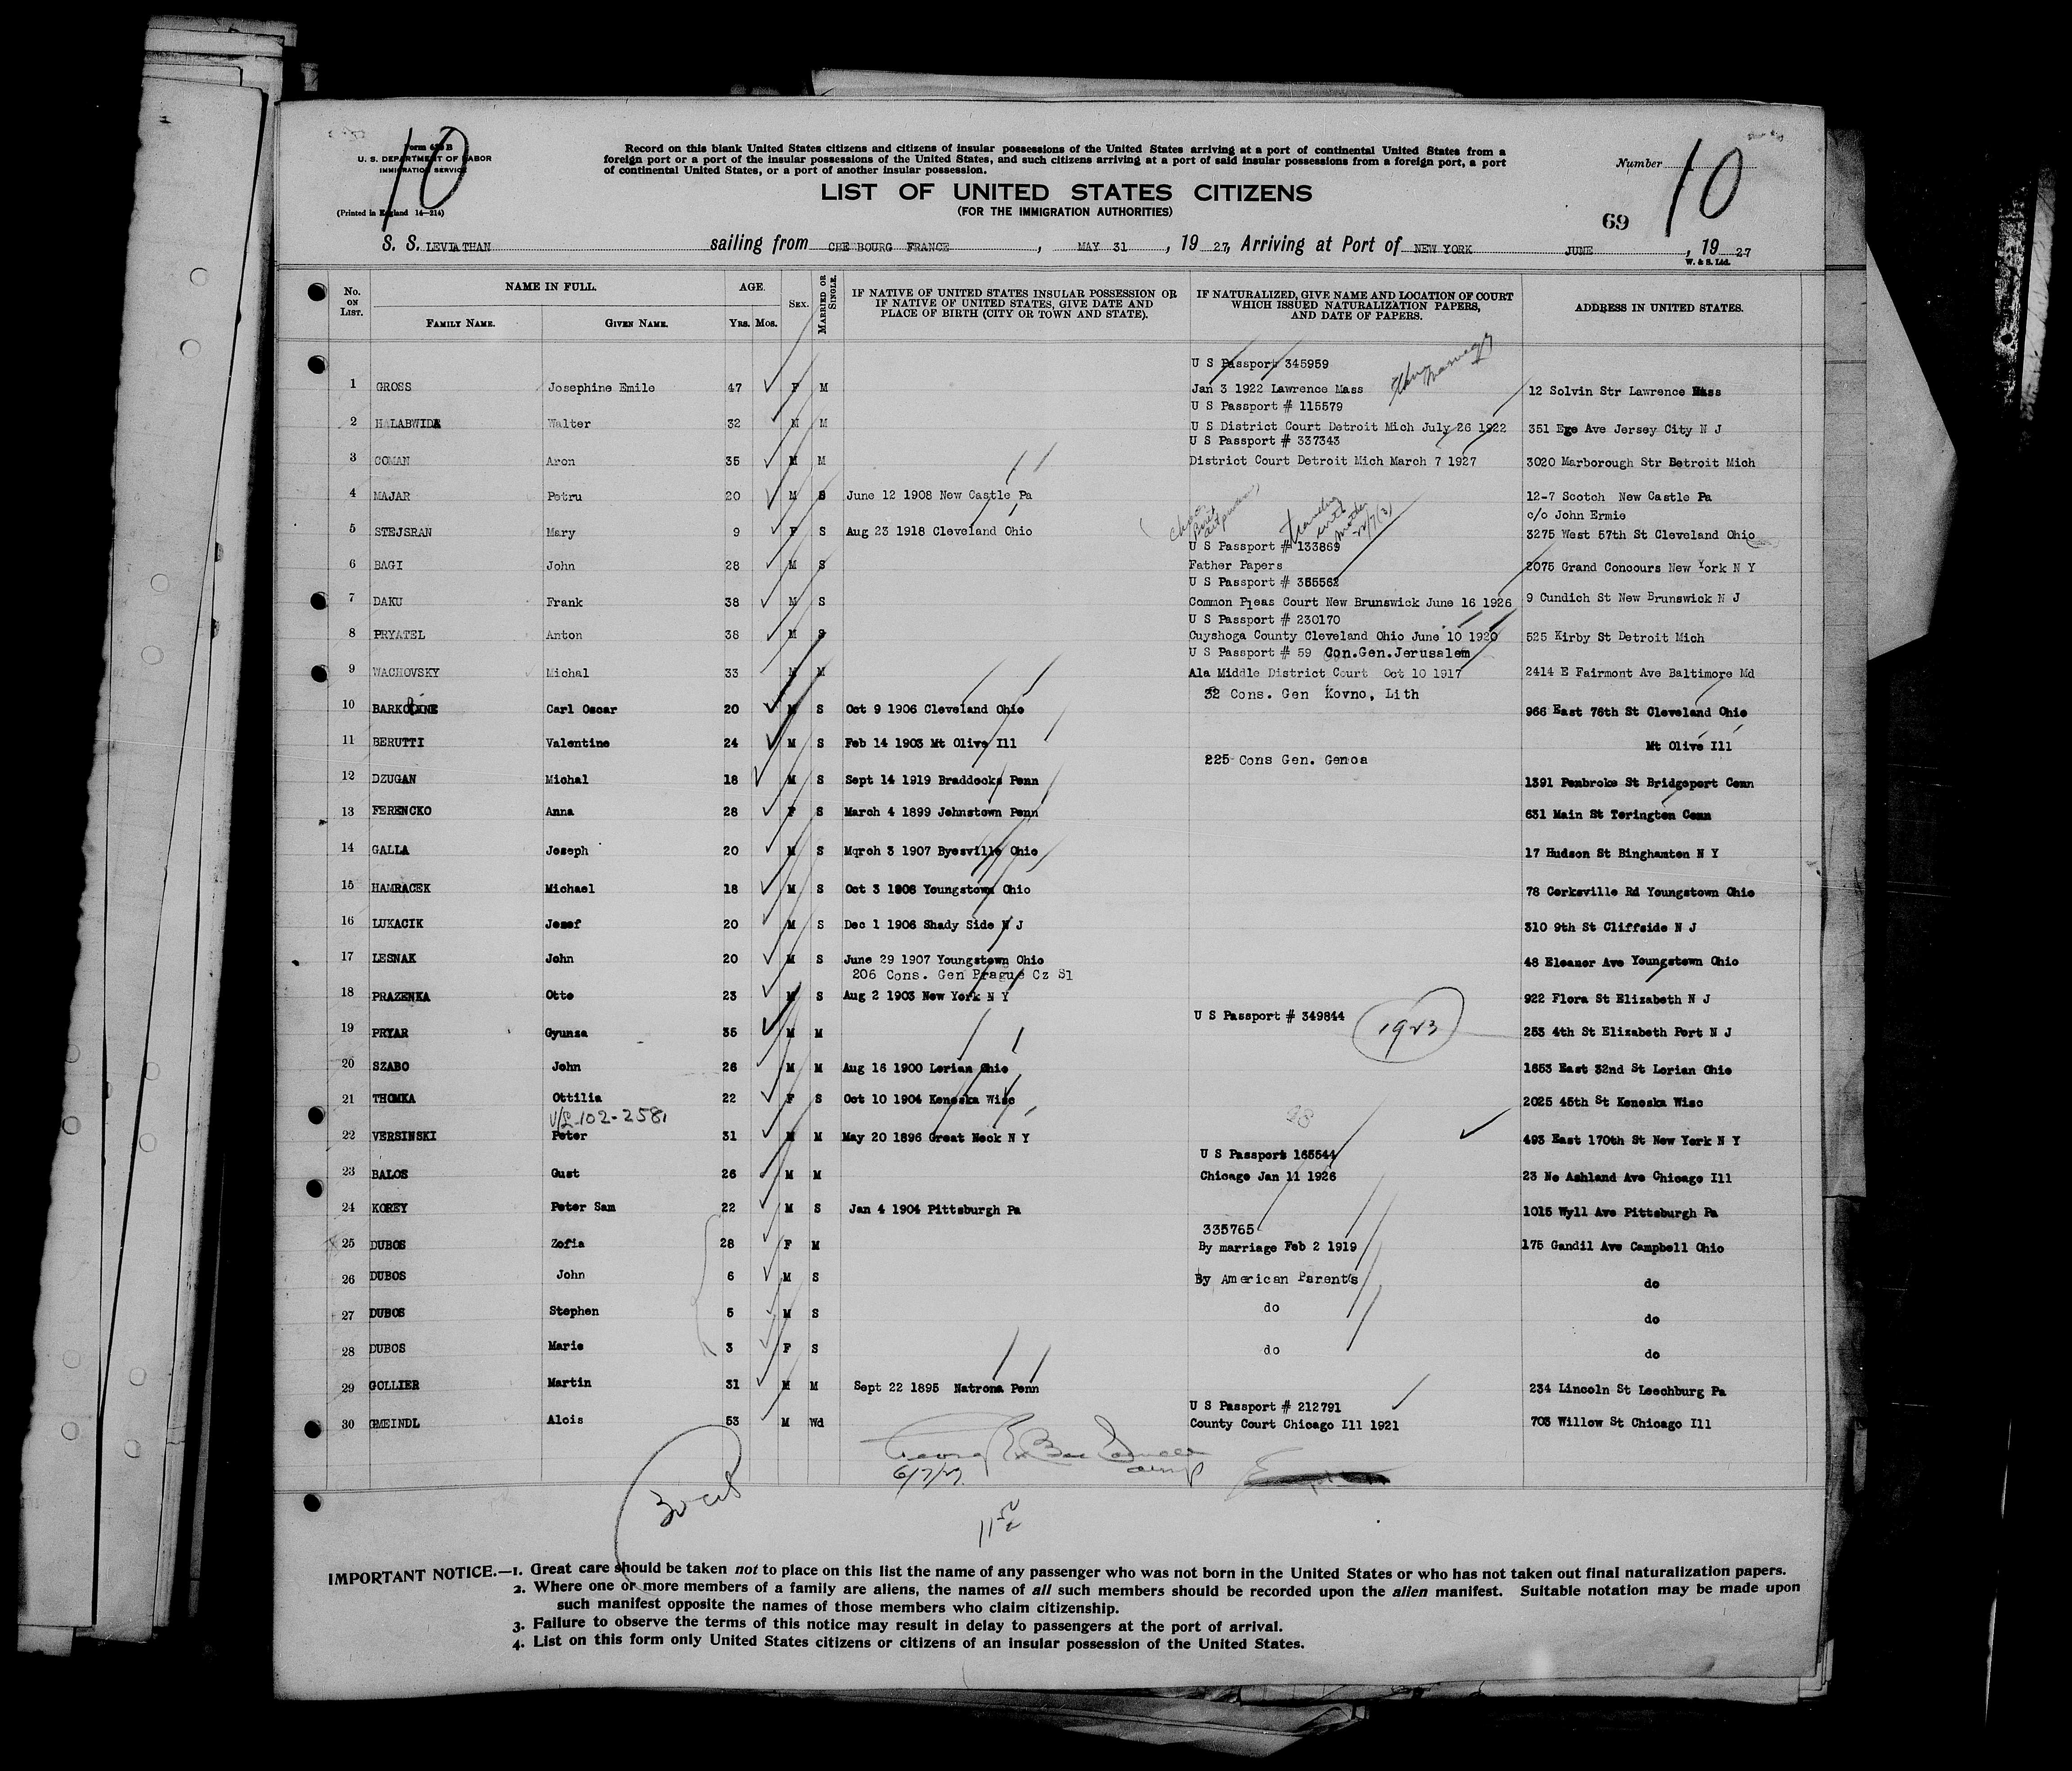 10
Form 630 B
U. S. DEPARTMENT OF LABOR
IMMIGRATION SERVICE
(Printed in England 14—214)
Record on this blank United States citizens and citizens of insular possessions of the United States arriving at a port of continental United States from a
foreign port or a port of the insular possessions of the United States, and such citizens arriving at a port of said insular possessions from a foreign port, a port
of continental United States, or a port of another insular possession.
LIST OF UNITED STATES CITIZENS
(FOR THE IMMIGRATION AUTHORITIES)
Number 10
69
S. S. LEVIATHAN sailing from CHERBOURG FRANCE, MAY 31, 1927, Arriving at Port of NEW YORK JUNE, 1927
W. & S. Ltd.
No. ON LIST. NAME IN FULL. FAMILY NAME. GIVEN NAME. AGE. YRS. MOS. SEX. MARRIED OR SINGLE. IF NATIVE OF UNITED STATES INSULAR POSSESSION OR IF NATIVE OF UNITED STATES, GIVE DATE AND PLACE OF BIRTH (CITY OR TOWN AND STATE). IF NATURALIZED, GIVE NAME AND LOCATION OF COURT WHICH ISSUED NATURALIZATION PAPERS, AND DATE OF PAPERS. ADDRESS IN UNITED STATES.
U S Passport 345959
1 GROSS Josephine Emile 47 F M Jan 3 1922 Lawrence Mass 12 Solvin Str Lawrence Mass
U S Passport # 115579
2 HALABWIDA Walter 32 M M U S District Court Detroit Mich July 26 1922 351 Ege Ave Jersey City N J
U S Passport # 337343
3 COMAN Aron 35 M M District Court Detroit Mich March 7 1927 3020 Marborough Str Detroit Mich
4 MAJAR Petru 20 M S June 12 1908 New Castle Pa 12-7 Scotch New Castle Pa
c/o John Ermie
5 STEJSRAN Mary 9 F S Aug 23 1918 Cleveland Ohio traveling with mother 3275 West 57th St Cleveland Ohio
U S Passport # 133869
6 BAGI John 28 M S Father Papers 2075 Grand Concours New York N Y
U S Passport # 355562
7 DAKU Frank 38 M S Common Pleas Court New Brunswick June 16 1926 9 Cundich St New Brunswick N J
U S Passport # 230170
8 PRYATEL Anton 38 M S Cuyshoga County Cleveland Ohio June 10 1920 525 Kirby St Detroit Mich
U S Passport # 59 Con.Gen.Jerusalem
9 WACHOVSKY Michal 33 M M Ala Middle District Court Oct 10 1917 2414 E Fairmont Ave Baltimore Md
32 Cons. Gen Kovno, Lith
10 Carl Oscar 20 M S Oct 9 1906 Cleveland Ohio 966 East 76th St Cleveland Ohio
11 BERUTTI Valentine 24 M S Feb 14 1903 Mt Olive Ill Mt Olive Ill
225 Cons Gen. Genoa
12 DZUGAN Michal 18 M S Sept 14 1919 Braddocks Penn 1391 Pembroke St Bridgeport Conn
13 FERENCKO Anna 28 F S March 4 1899 Johnstown Penn 631 Main St Torington Conn
14 GALLA Joseph 20 M S Mqrch 3 1907 Byesville Ohio 17 Hudson St Binghamton N Y
15 HAMRACEK Michael 18 M S Oct 3 1908 Youngstown Ohio 78 Corksville Rd Youngstown Ohio
16 LUKACIK Josef 20 M S Dec 1 1906 Shady Side N J 310 9th St Cliffside N J
17 LESNAK John 20 M S June 29 1907 Youngstown Ohio 48 Eleanor Ave Youngstown Ohio
206 Cons. Gen Prague Cz Sl
18 PRAZENKA Otto 23 M S Aug 2 1903 New York N Y 922 Flora St Elizabeth N J
U S Passport # 349844 1923
19 PRYAR Gyunza 35 M M 253 4th St Elizabeth Port N J
20 SZABO John 26 M M Aug 16 1900 Lorian Ohio 1653 East 32nd St Lorian Ohio
21 THOMKA Ottilia 22 F S Oct 10 1904 Kenoska Wisc 2025 45th St Kenoska Wisc
V/L-102-258,
22 VERSINSKI Peter 31 M M May 20 1896 Great Neck N Y 493 East 170th St New York N Y
U S Passport 165544
23 BALOS Gust 26 M M Chicago Jan 11 1926 23 No Ashland Ave Chicago Ill
24 KOREY Peter Sam 22 M S Jan 4 1904 Pittsburgh Pa 1015 Wyll Ave Pittsburgh Pa
335765
25 DUBOS Zofia 28 F M By marriage Feb 2 1919 175 Gandil Ave Campbell Ohio
26 DUBOS John 6 M S By American Parents do
27 DUBOS Stephen 5 M S do do
28 DUBOS Marie 3 F S do do
29 GOLLIER Martin 31 M M Sept 22 1895 Natrona Penn 234 Lincoln St Leechburg Pa
U S Passport # 212791
30 GMEINDL Alois 53 M Wd County Court Chicago Ill 1921 703 Willow St Chicago Ill
6/7/27
IMPORTANT NOTICE.—1. Great care should be taken not to place on this list the name of any passenger who was not born in the United States or who has not taken out final naturalization papers.
2. Where one or more members of a family are aliens, the names of all such members should be recorded upon the alien manifest. Suitable notation may be made upon
such manifest opposite the names of those members who claim citizenship.
3. Failure to observe the terms of this notice may result in delay to passengers at the port of arrival.
4. List on this form only United States citizens or citizens of an insular possession of the United States.